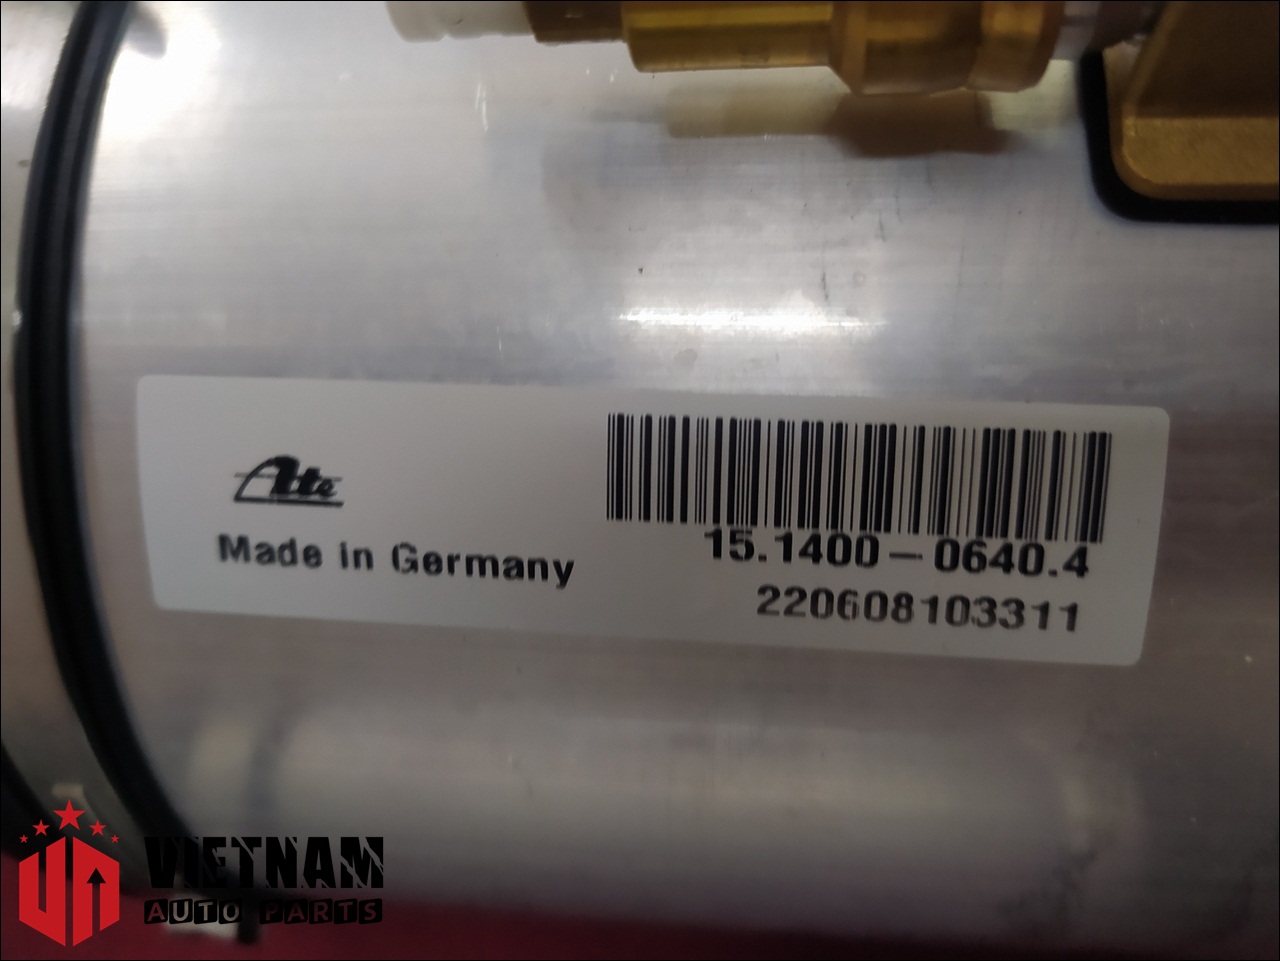 Ate
Made in Germany
15.1400-0640.4
220608103311
VIETNAM
AUTO PARTS